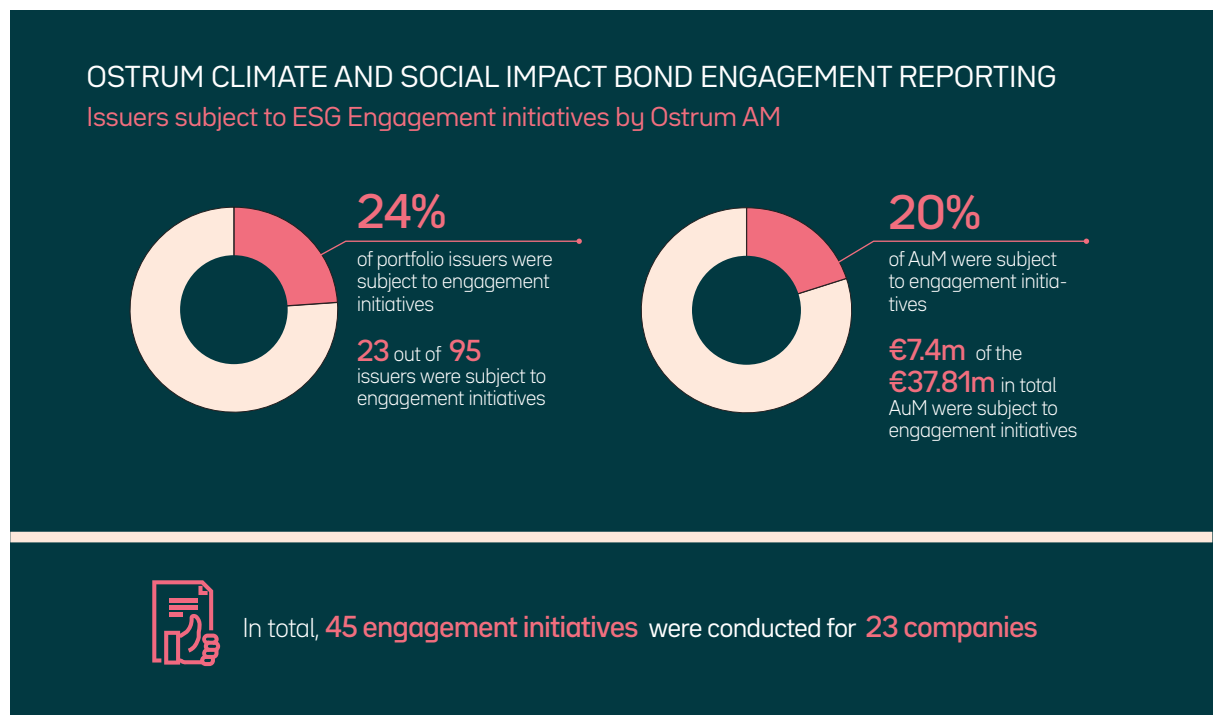 OSTRUM CLIMATE AND SOCIAL IMPACT BOND ENGAGEMENT REPORTING
Issuers subject to ESG Engagement initiatives by Ostrum AM
24%
of portfolio issuers were
subject to engagement
initiatives
23 out of 95
issuers were subject to
engagement initiatives
20%
of AuM were subject
to engagement initia-
tives
€7.4m of the
€37.81m in total
AuM were subject to
engagement initiatives
In total, 45 engagement initiatives were conducted for 23 companies